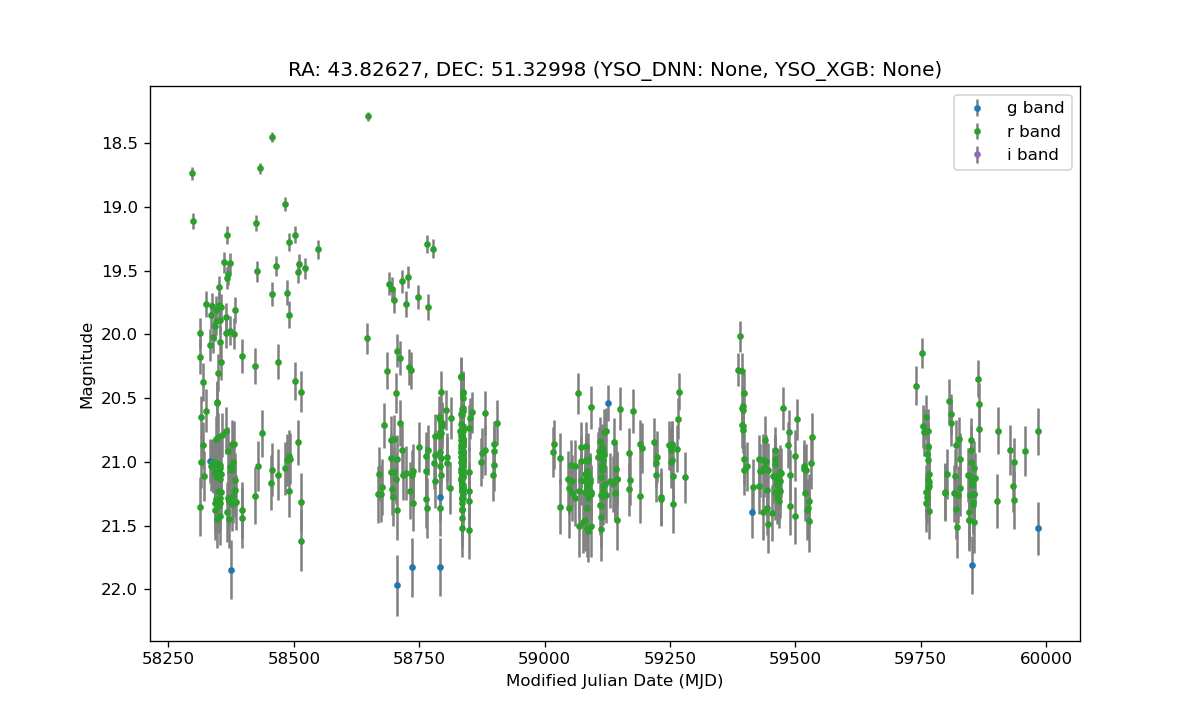 RA: 43.82627, DEC: 51.32998 (YSO_DNN: None, YSO_XGB: None)
g band
r band
i band
18.5
19.0
19.5
20.0
20.5
21.0
21.5
22.0
Magnitude
58250
58500
58750
59000
59250
59500
59750
60000
Modified Julian Date (MJD)